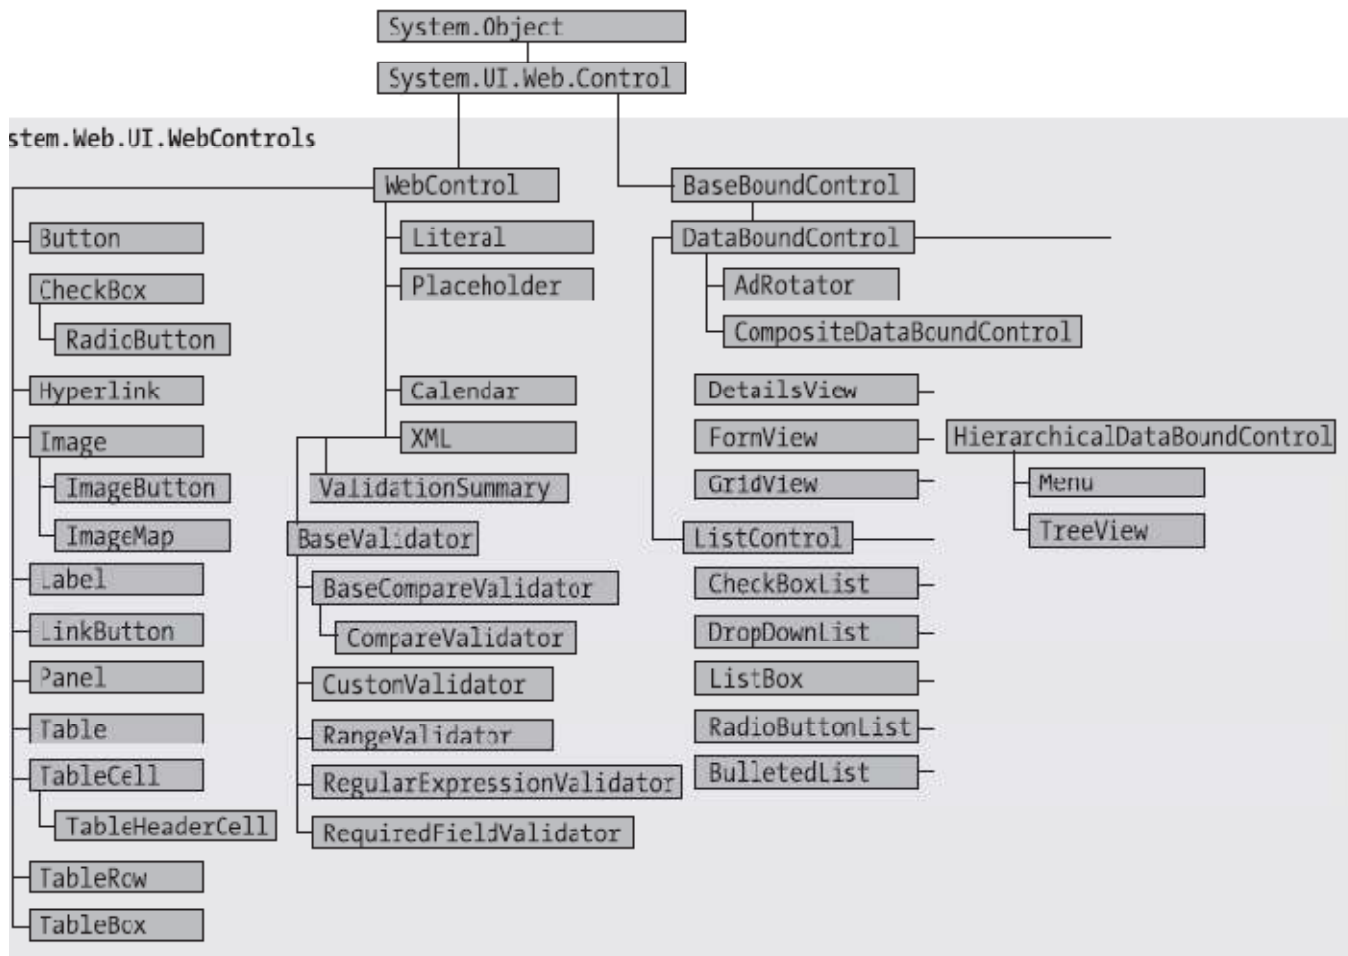 System.Object
System.UI.Web.Control
stem.Web.UI.WebControls
WebControl
BaseBoundControl
Button
Literal
DataBoundControl
CheckBox
Placeholder
AdRotator
RadioButton
CompositeDataBoundControl
Hyperlink
Calendar
DetailsView
Image
XML
FormView
HierarchicalDataBoundControl
ImageButton
ValidationSummary
GridView
Menu
ImageMap
BaseValidator
ListControl
TreeView
Label
BaseCompareValidator
CheckBoxList
LinkButton
CompareValidator
DropDownList
Panel
CustonValidator
ListBox
Table
RangeValidator
RadioButtonList
TableCell
RegularExpressionValidator
BulletedList
TableHeaderCell
RequiredFieldValidator
TableRow
TableBox